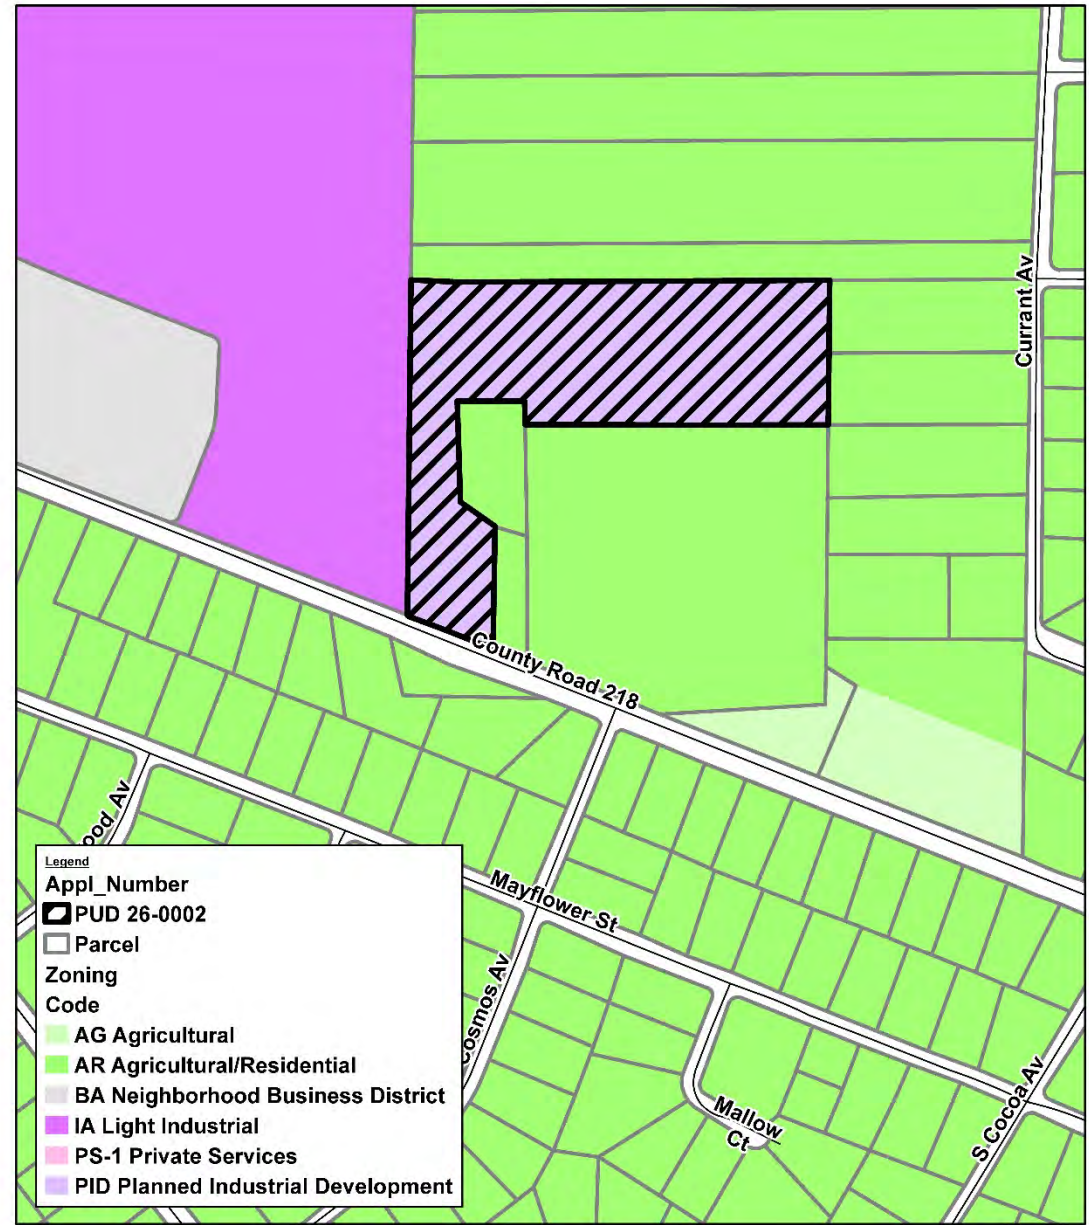 Currant Av
County Road 218
ood Av
Mayflower St
Cosmos Av
Mallow
Ct
S Cocoa Av
Legend
Appl_Number
PUD 26-0002
Parcel
Zoning
Code
AG Agricultural
AR Agricultural/Residential
BA Neighborhood Business District
IA Light Industrial
PS-1 Private Services
PID Planned Industrial Development